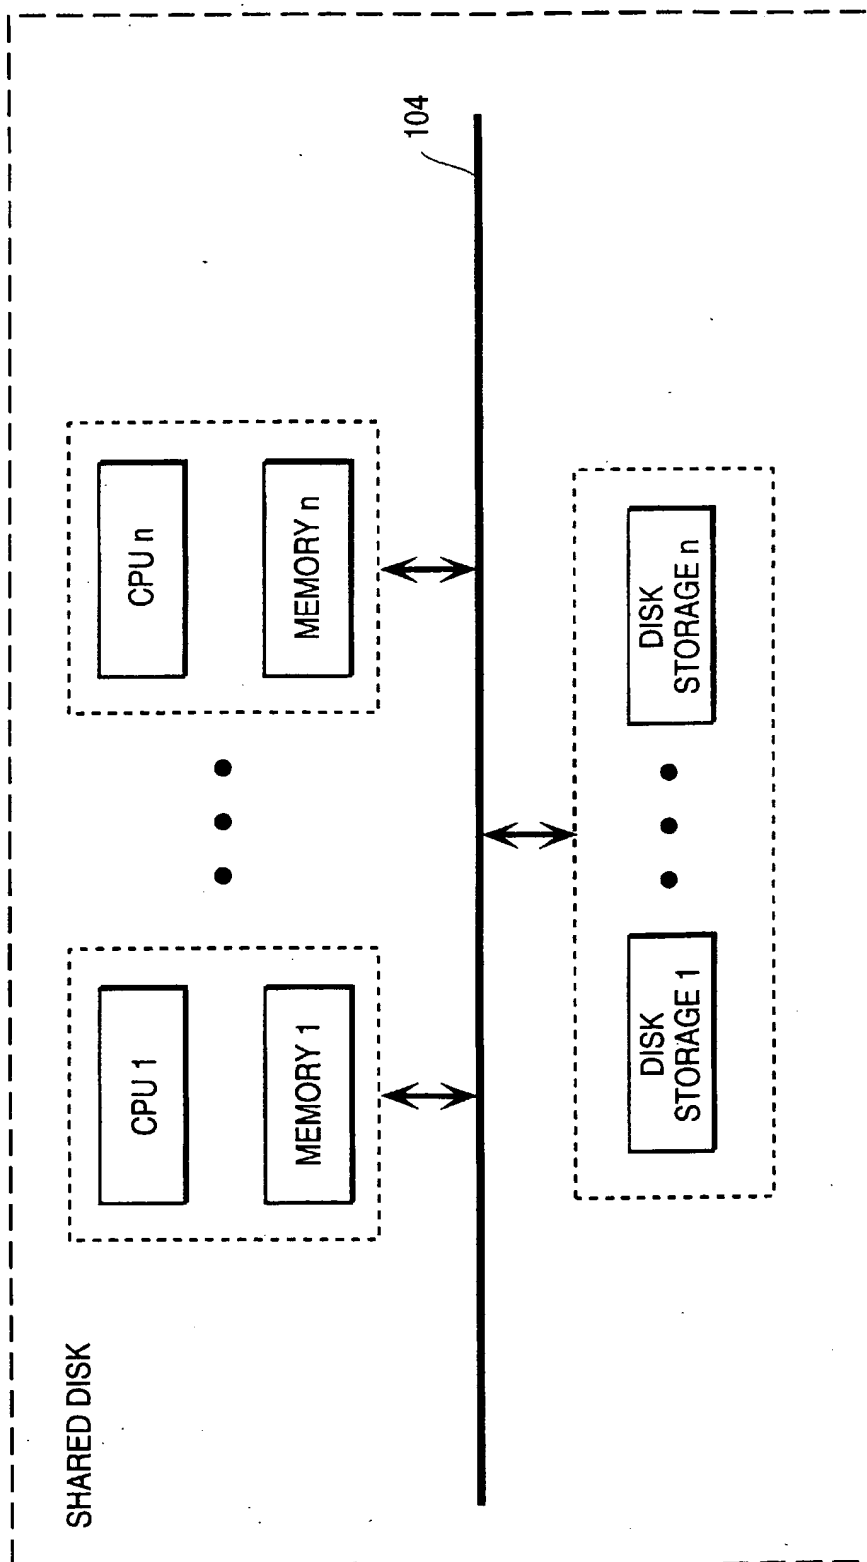 SHARED DISK
CPU 1
MEMORY 1
CPU n
MEMORY n
104
DISK
STORAGE 1
DISK
STORAGE n